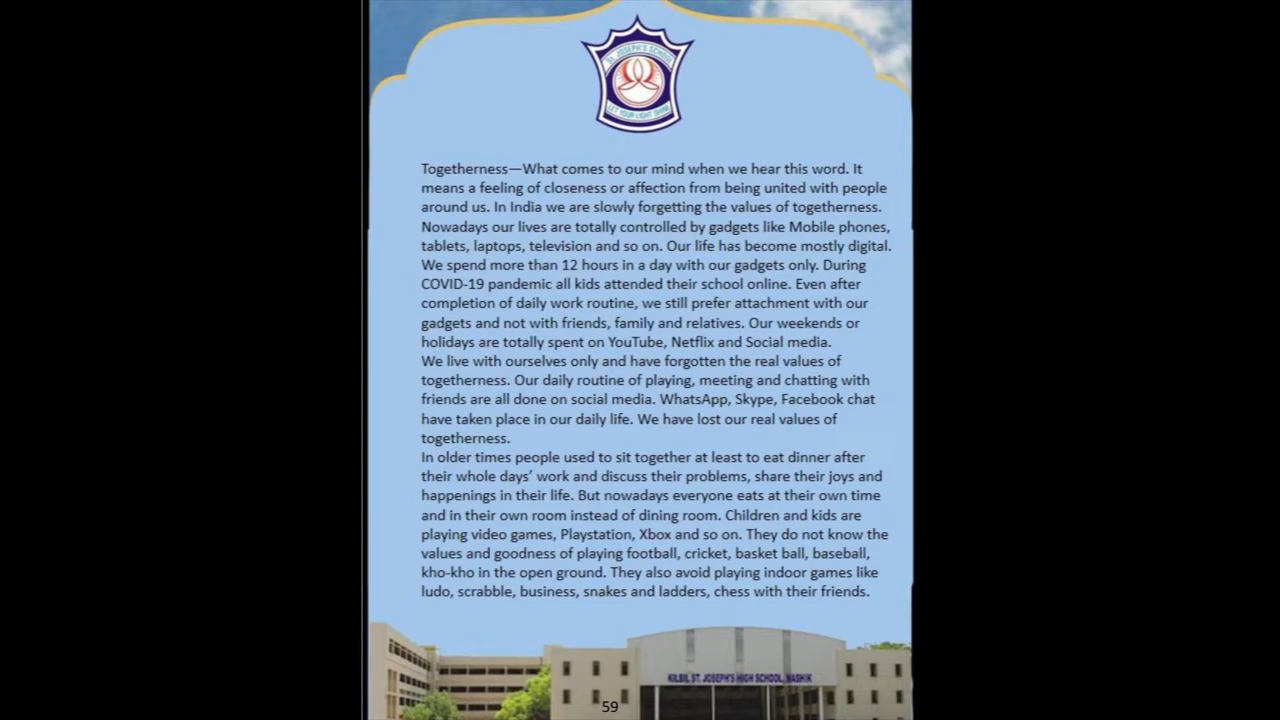 ST. JOSEPH'S SCHOOL
LET YOUR LIGHT SHINE
Togetherness—What comes to our mind when we hear this word. It
means a feeling of closeness or affection from being united with people
around us. In India we are slowly forgetting the values of togetherness.
Nowadays our lives are totally controlled by gadgets like Mobile phones,
tablets, laptops, television and so on. Our life has become mostly digital.
We spend more than 12 hours in a day with our gadgets only. During
COVID-19 pandemic all kids attended their school online. Even after
completion of daily work routine, we still prefer attachment with our
gadgets and not with friends, family and relatives. Our weekends or
holidays are totally spent on YouTube, Netflix and Social media.
We live with ourselves only and have forgotten the real values of
togetherness. Our daily routine of playing, meeting and chatting with
friends are all done on social media. WhatsApp, Skype, Facebook chat
have taken place in our daily life. We have lost our real values of
togetherness.
In older times people used to sit together at least to eat dinner after
their whole days’ work and discuss their problems, share their joys and
happenings in their life. But nowadays everyone eats at their own time
and in their own room instead of dining room. Children and kids are
playing video games, Playstation, Xbox and so on. They do not know the
values and goodness of playing football, cricket, basket ball, baseball,
kho-kho in the open ground. They also avoid playing indoor games like
ludo, scrabble, business, snakes and ladders, chess with their friends.
KILBIL ST. JOSEPH'S HIGH SCHOOL, NASHIK
59